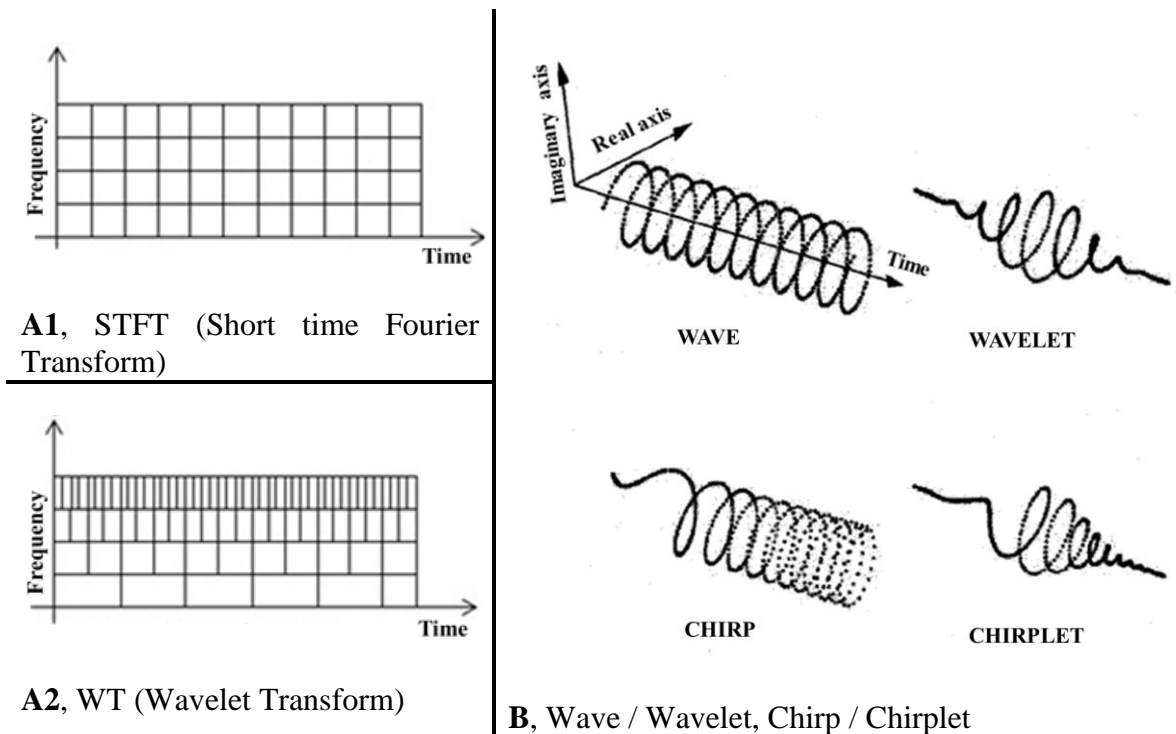 Frequency
Time
A1, STFT (Short time Fourier
Transform)
Frequency
Time
A2, WT (Wavelet Transform)
Imaginary axis
Real axis
Time
WAVE
WAVELET
CHIRP
CHIRPLET
B, Wave / Wavelet, Chirp / Chirplet